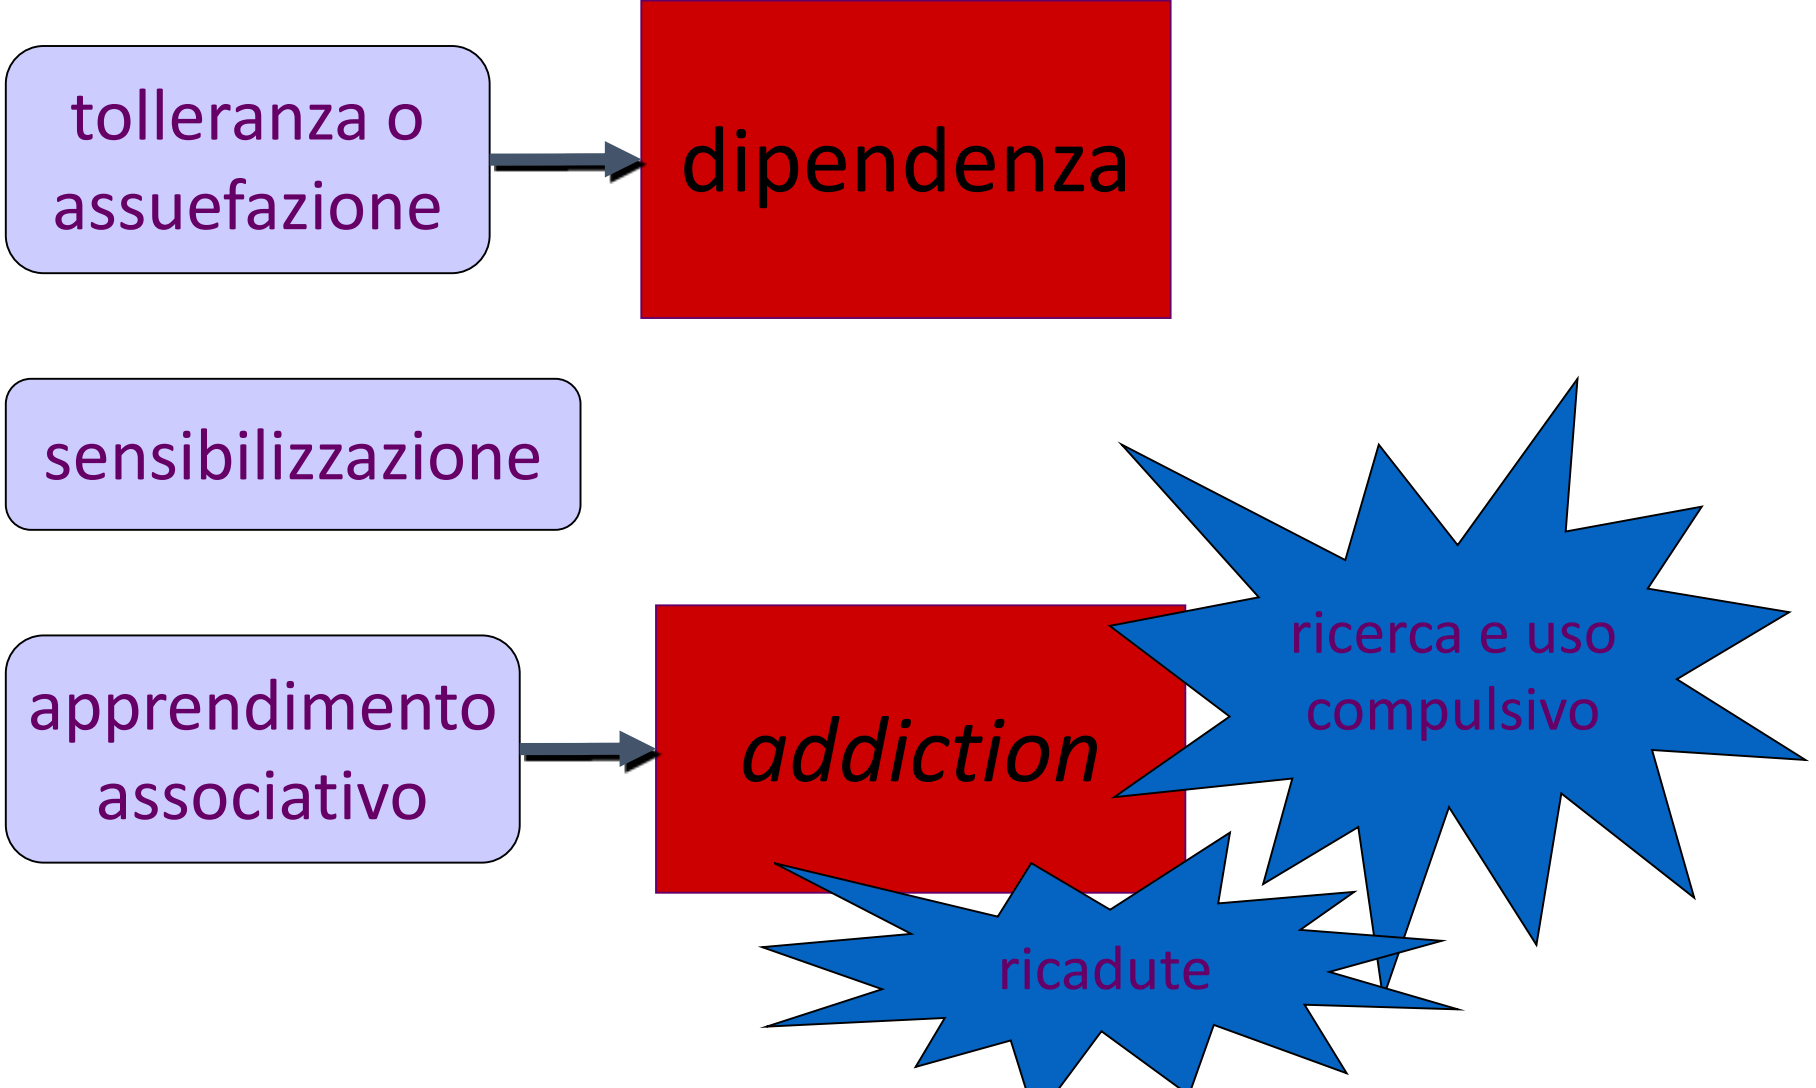 tolleranza o
assuefazione
dipendenza
sensibilizzazione
apprendimento
associativo
addiction
ricerca e uso
compulsivo
ricadute